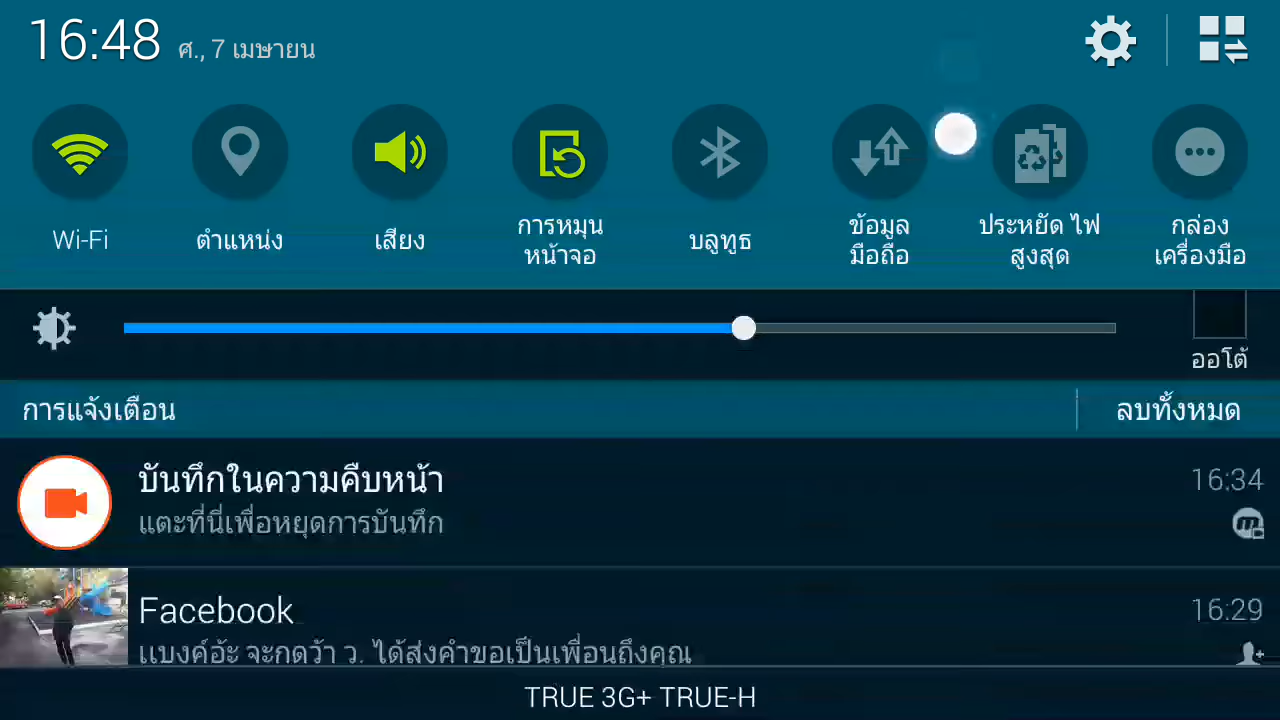 16:48 ศ., 7 เมษายน
Wi-Fi
ตำแหน่ง
เสียง
การหมุน
หน้าจอ
บลูทูธ
ข้อมูล
มือถือ
ประหยัด ไฟ
สูงสุด
กล่อง
เครื่องมือ
ออโต้
การแจ้งเตือน
ลบทั้งหมด
บันทึกในความคืบหน้า 16:34
แตะที่นี่เพื่อหยุดการบันทึก
Facebook 16:29
แบงค์อ้ะ จะกดว้า ว. ได้ส่งคำขอเป็นเพื่อนถึงคุณ
TRUE 3G+ TRUE-H